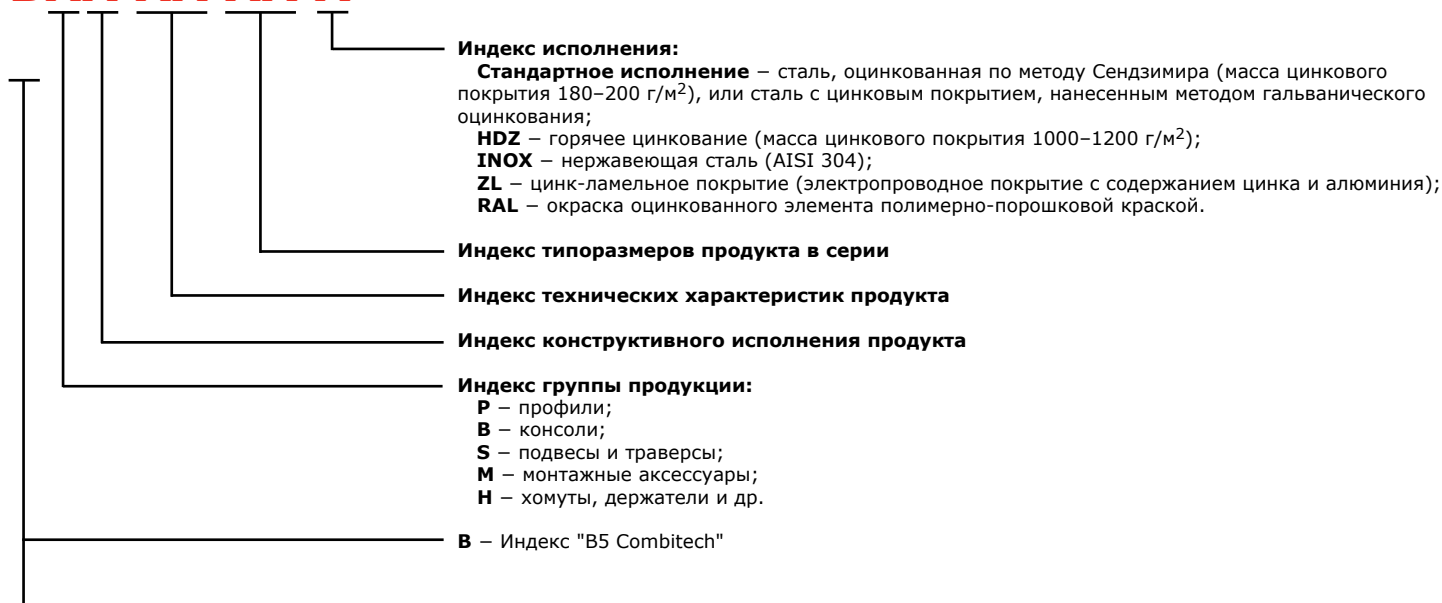 Индекс исполнения:
Стандартное исполнение − сталь, оцинкованная по методу Сендзимира (масса цинкового
покрытия 180–200 г/м2), или сталь с цинковым покрытием, нанесенным методом гальванического
оцинкования;
HDZ − горячее цинкование (масса цинкового покрытия 1000–1200 г/м2);
INOX − нержавеющая сталь (AISI 304);
ZL − цинк-ламельное покрытие (электропроводное покрытие с содержанием цинка и алюминия);
RAL − окраска оцинкованного элемента полимерно-порошковой краской.
Индекс типоразмеров продукта в серии
Индекс технических характеристик продукта
Индекс конструктивного исполнения продукта
Индекс группы продукции:
P − профили;
B − консоли;
S − подвесы и траверсы;
M − монтажные аксессуары;
H − хомуты, держатели и др.
B − Индекс "B5 Combitech"